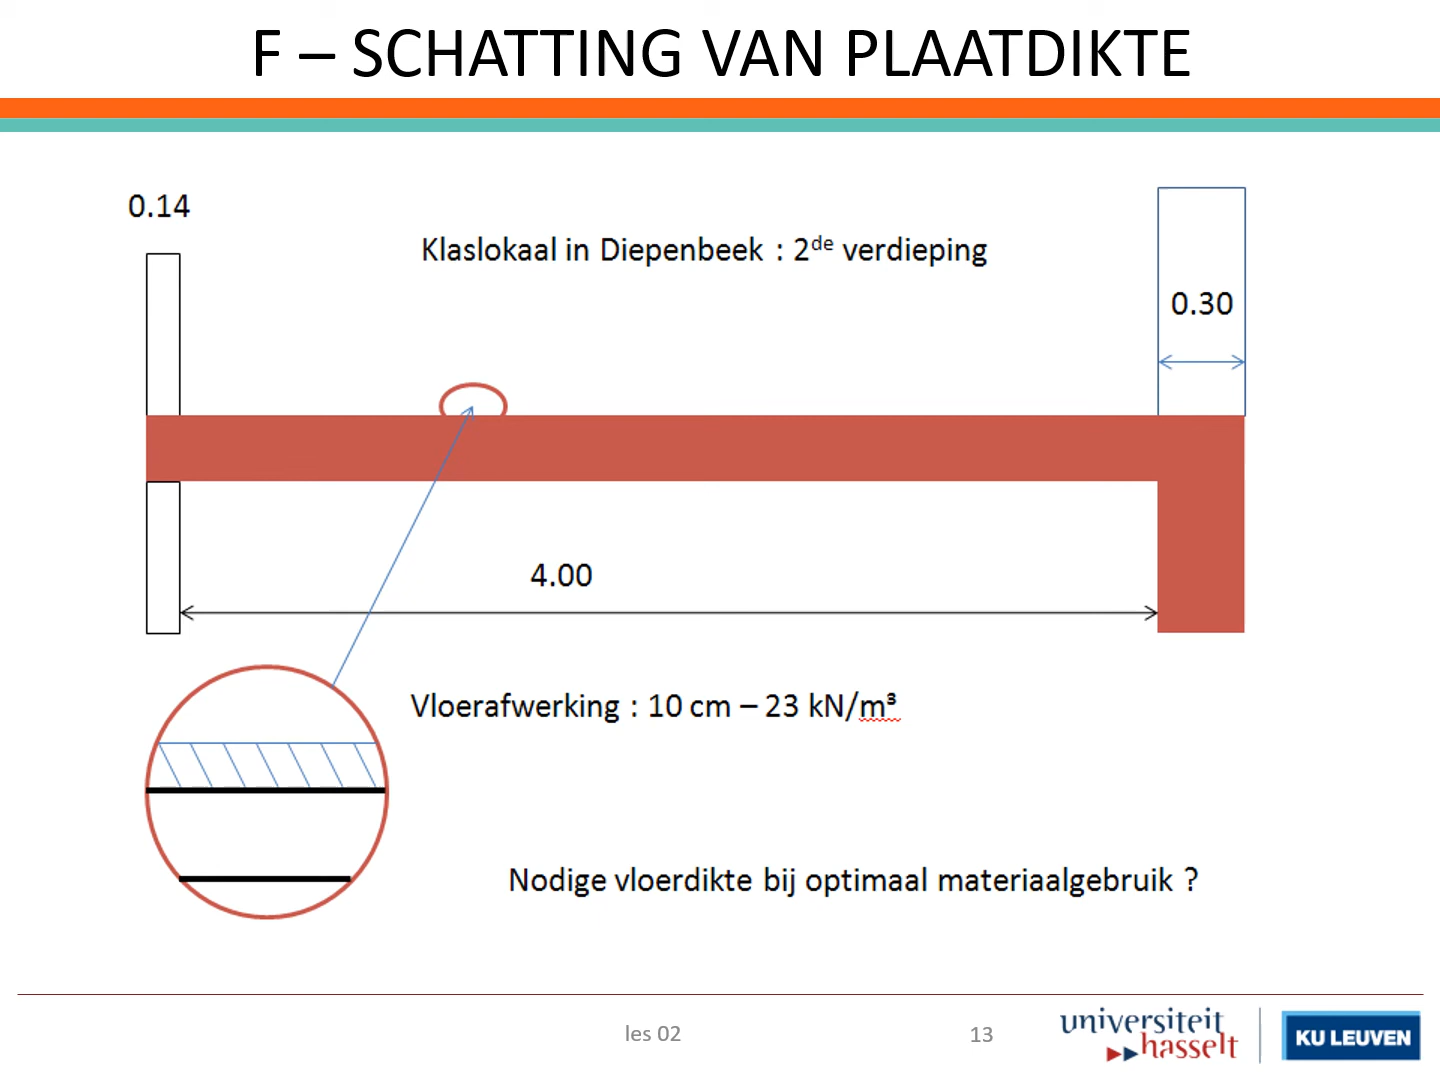 F – SCHATTING VAN PLAATDIKTE
0.14
Klaslokaal in Diepenbeek : 2de verdieping
0.30
4.00
Vloerafwerking : 10 cm – 23 kN/m³
Nodige vloerdikte bij optimaal materiaalgebruik ?
les 02
13
universiteit
hasselt
KU LEUVEN